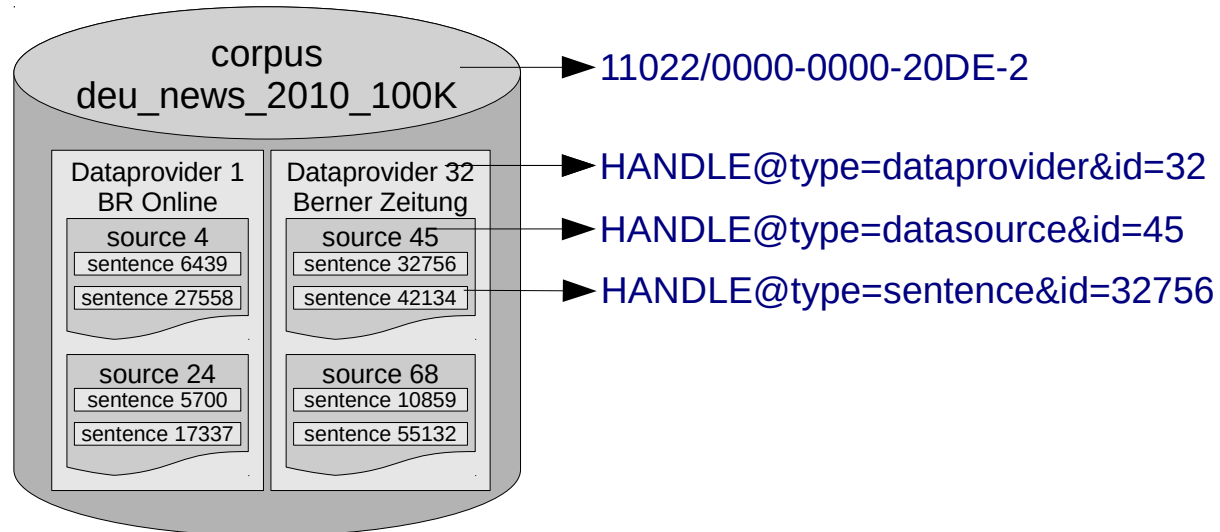 corpus
deu_news_2010_100K
11022/0000-0000-20DE-2
Dataprovider 1
BR Online
source 4
sentence 6439
sentence 27558
source 24
sentence 5700
sentence 17337
Dataprovider 32
Berner Zeitung
source 45
sentence 32756
sentence 42134
source 68
sentence 10859
sentence 55132
HANDLE@type=dataprovider&id=32
HANDLE@type=datasource&id=45
HANDLE@type=sentence&id=32756